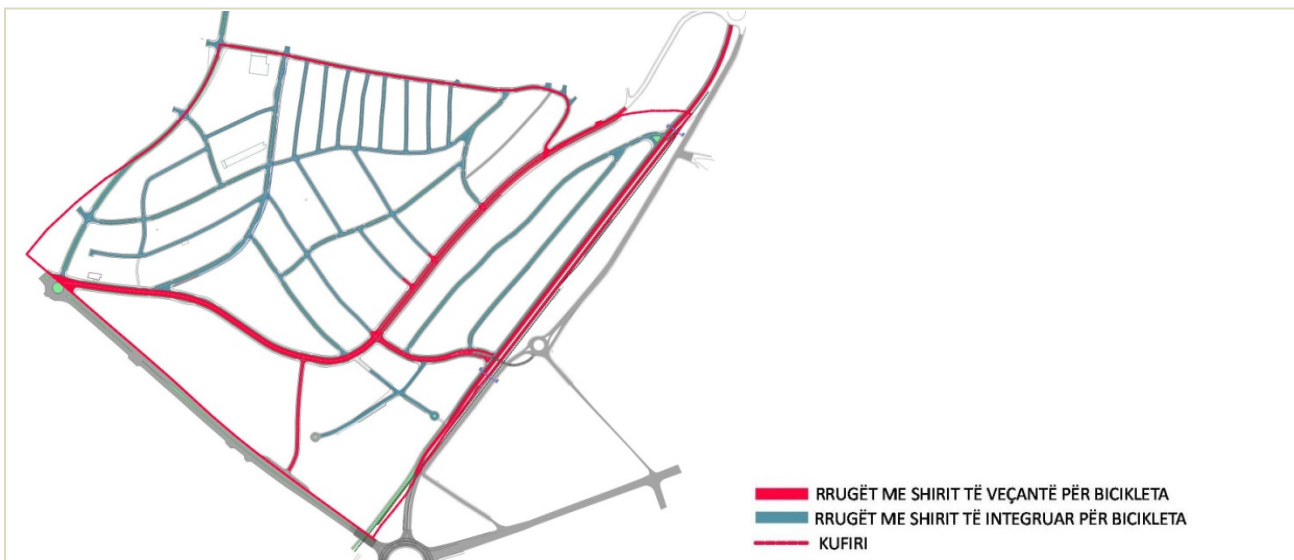 RRUGËT ME SHIRIT TË VEÇANTË PËR BICIKLETA
RRUGËT ME SHIRIT TË INTEGRUAR PËR BICIKLETA
KUFIRI